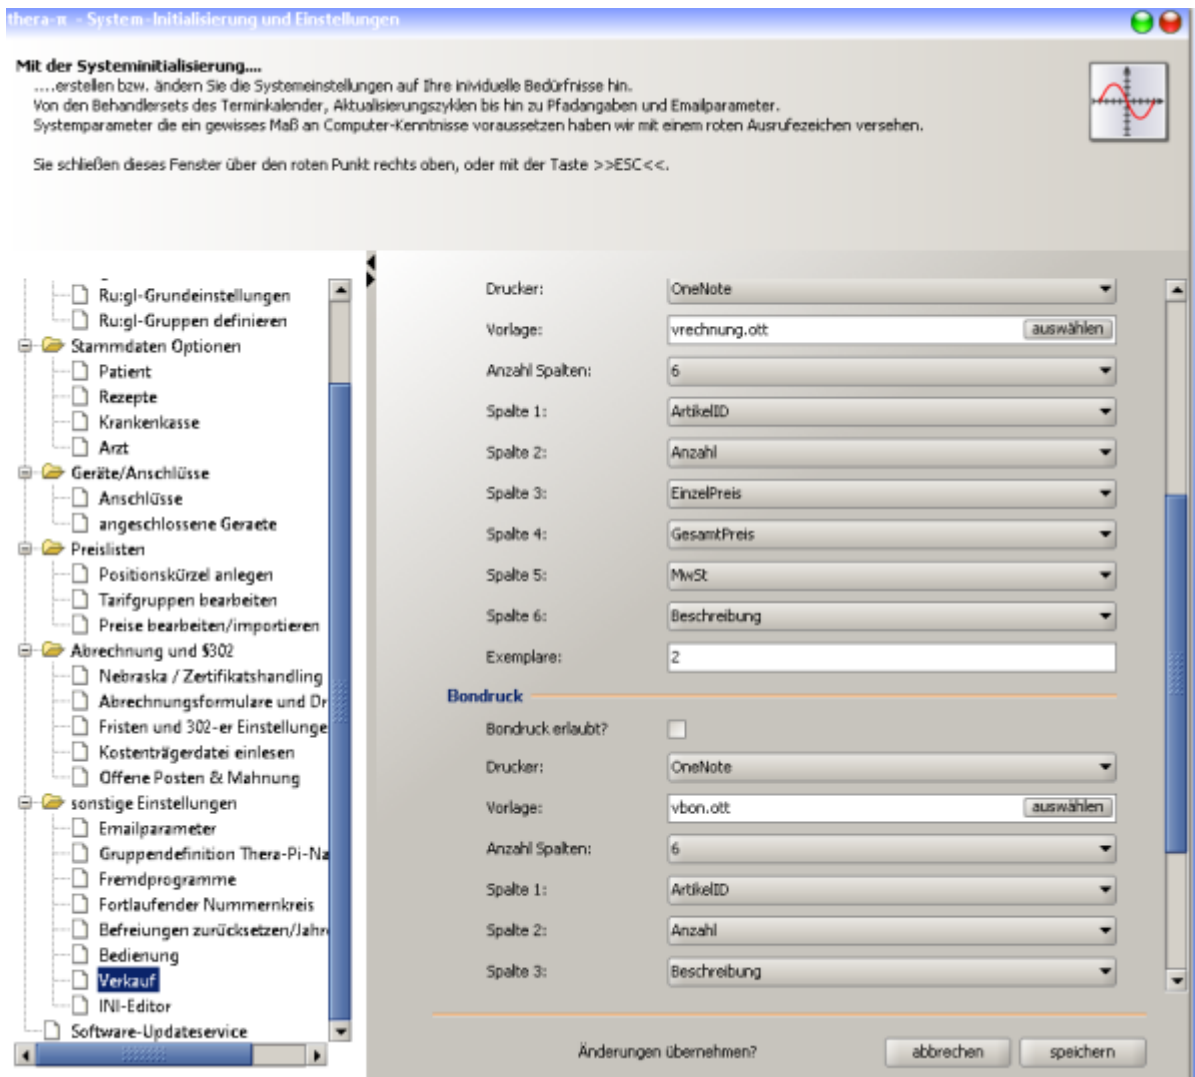 thera-π - System-Initialisierung und Einstellungen
Mit der Systeminitialisierung....
....erstellen bzw. ändern Sie die Systemeinstellungen auf Ihre inividuelle Bedürfnisse hin.
Von den Behandlersets des Terminkalender, Aktualisierungszyklen bis hin zu Pfadangaben und Emailparameter.
Systemparameter die ein gewisses Maß an Computer-Kenntnisse voraussetzen haben wir mit einem roten Ausrufezeichen versehen.
Sie schließen dieses Fenster über den roten Punkt rechts oben, oder mit der Taste >>ESC<<.
Ru:gl-Grundeinstellungen
Ru:gl-Gruppen definieren
Stammdaten Optionen
Patient
Rezepte
Krankenkasse
Arzt
Geräte/Anschlüsse
Anschlüsse
angeschlossene Geraete
Preislisten
Positionskürzel anlegen
Tarifgruppen bearbeiten
Preise bearbeiten/importieren
Abrechnung und §302
Nebraska / Zertifikatshandling
Abrechnungsformulare und Dr
Fristen und 302-er Einstellunge
Kostenträgerdatei einlesen
Offene Posten & Mahnung
sonstige Einstellungen
Emailparameter
Gruppendefinition Thera-Pi-Na
Fremdprogramme
Fortlaufender Nummernkreis
Befreiungen zurücksetzen/Jahre
Bedienung
Verkauf
INI-Editor
Software-Updateservice
Drucker: OneNote
Vorlage: vrechnung.ott auswählen
Anzahl Spalten: 6
Spalte 1: ArtikelID
Spalte 2: Anzahl
Spalte 3: EinzelPreis
Spalte 4: GesamtPreis
Spalte 5: MwSt
Spalte 6: Beschreibung
Exemplare: 2
Bondruck
Bondruck erlaubt?
Drucker: OneNote
Vorlage: vbon.ott auswählen
Anzahl Spalten: 6
Spalte 1: ArtikelID
Spalte 2: Anzahl
Spalte 3: Beschreibung
Änderungen übernehmen? abbrechen speichern